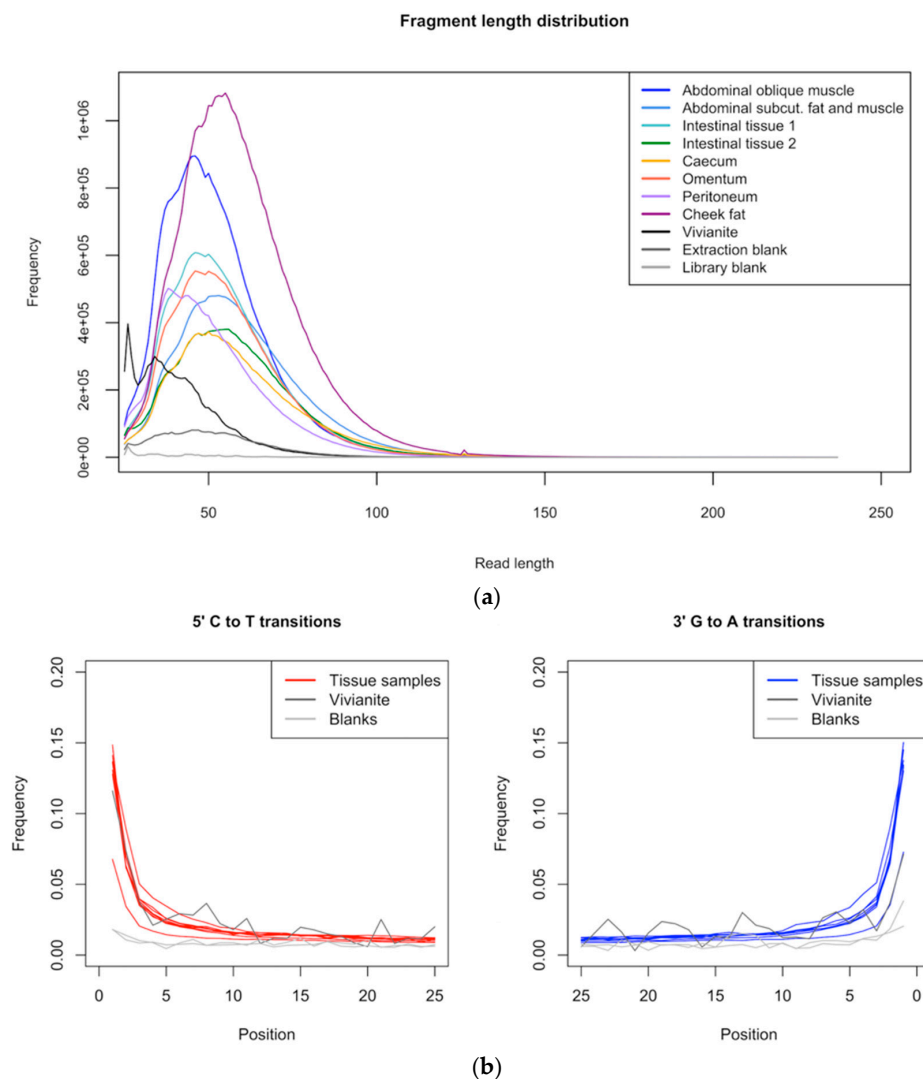 Fragment length distribution
Frequency
1e+06
8e+05
6e+05
4e+05
2e+05
0e+00
Abdominal oblique muscle
Abdominal subcut. fat and muscle
Intestinal tissue 1
Intestinal tissue 2
Caecum
Omentum
Peritoneum
Cheek fat
Vivianite
Extraction blank
Library blank
50 100 150 200 250
Read length
(a)
5' C to T transitions
Frequency
0.20
0.15
0.10
0.05
0.00
Tissue samples
Vivianite
Blanks
0 5 10 15 20 25
Position
3' G to A transitions
Frequency
0.20
0.15
0.10
0.05
0.00
Tissue samples
Vivianite
Blanks
25 20 15 10 5 0
Position
(b)